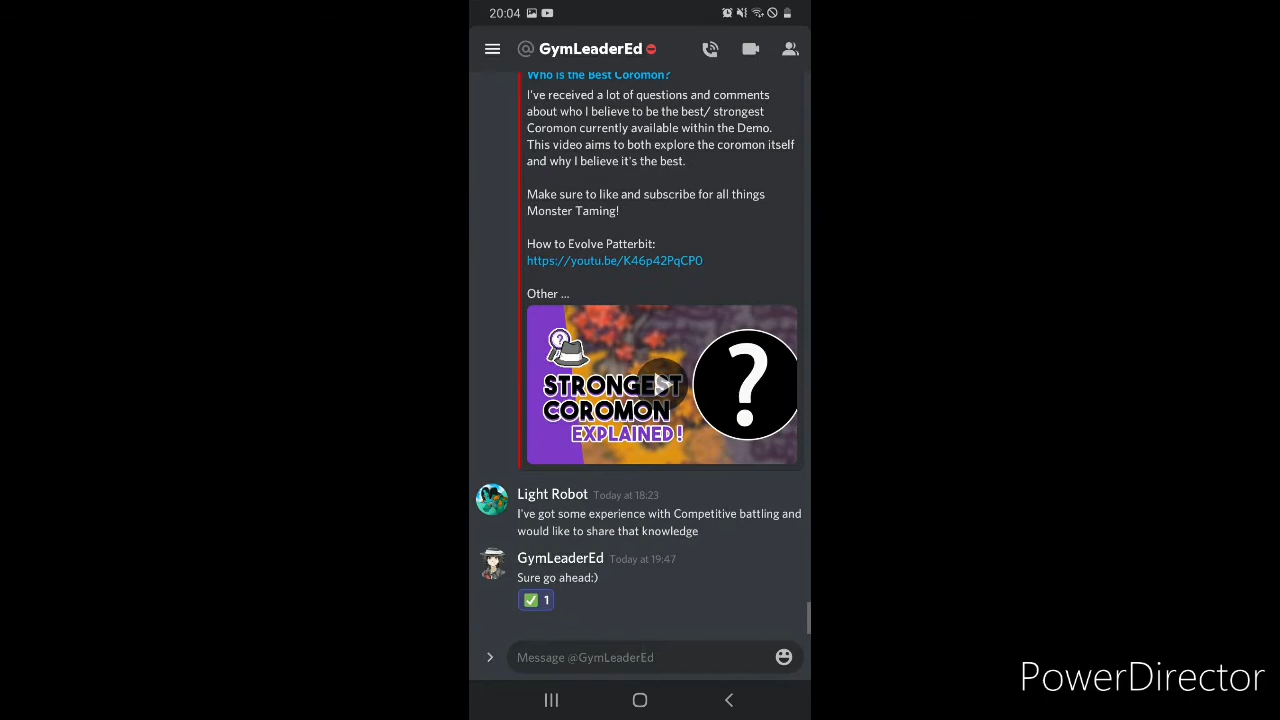 20:04
@ GymLeaderEd
Who is the Best Coromon?
I've received a lot of questions and comments
about who I believe to be the best/ strongest
Coromon currently available within the Demo.
This video aims to both explore the coromon itself
and why I believe it's the best.
Make sure to like and subscribe for all things
Monster Taming!
How to Evolve Patterbit:
https://youtu.be/K46p42PqCP0
Other ...
?
STRONGEST
COROMON
EXPLAINED!
?
Light Robot Today at 18:23
I've got some experience with Competitive battling and
would like to share that knowledge
GymLeaderEd Today at 19:47
Sure go ahead:)
✅ 1
Message @GymLeaderEd
PowerDirector